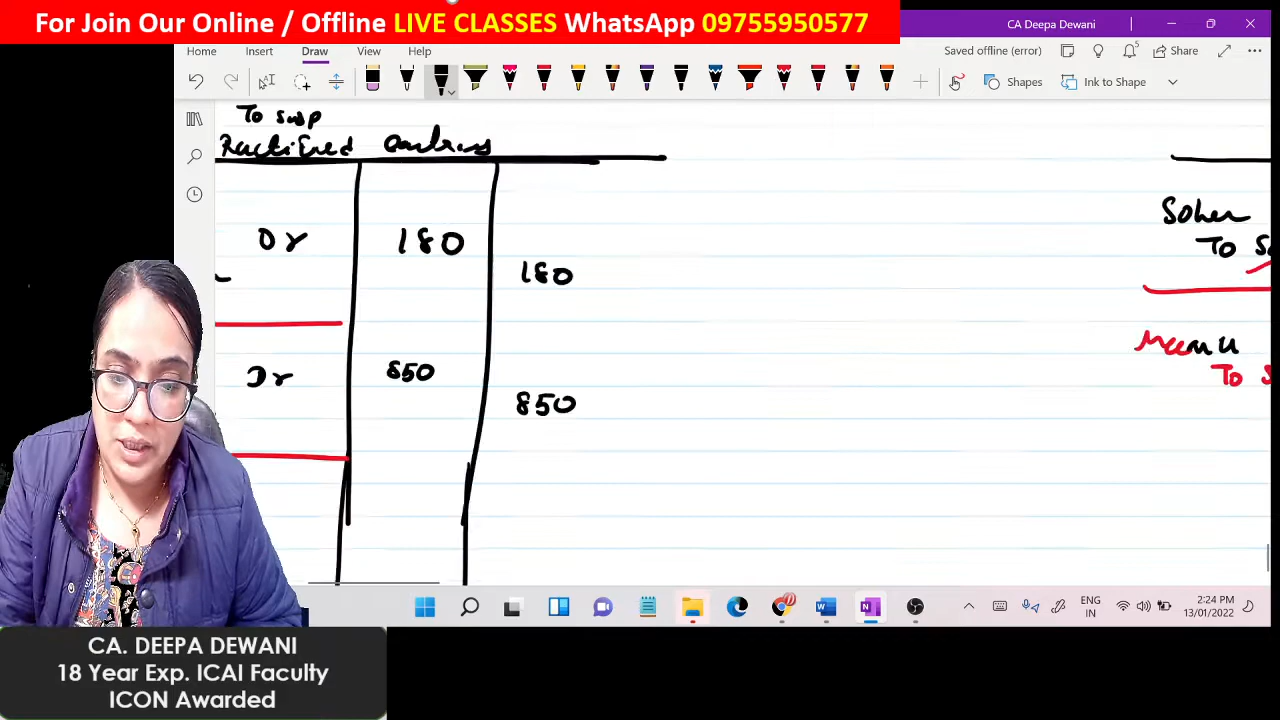 For Join Our Online / Offline LIVE CLASSES WhatsApp 09755950577
CA Deepa Dewani
Home Insert Draw View Help
Saved offline (error)
Share
Shapes
Ink to Shape
To susp
Rectified entries
Dr 180
180
Dr 850
850
Sohan
To S
To S
ENG
IN
2:24 PM
13/01/2022
CA. DEEPA DEWANI
18 Year Exp. ICAI Faculty
ICON Awarded